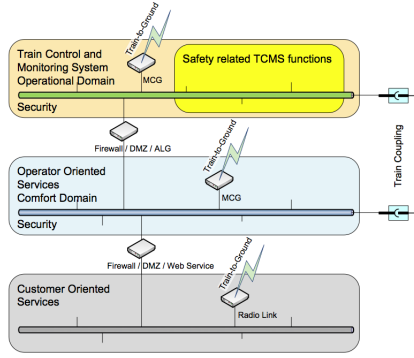 Train-to-Ground
Train Control and
Monitoring System
Operational Domain
MCG
Safety related TCMS functions
Security
Firewall / DMZ / ALG
Train-to-Ground
Train Coupling
Operator Oriented
Services
Comfort Domain
MCG
Security
Firewall / DMZ / Web Service
Train-to-Ground
Customer Oriented
Services
Radio Link